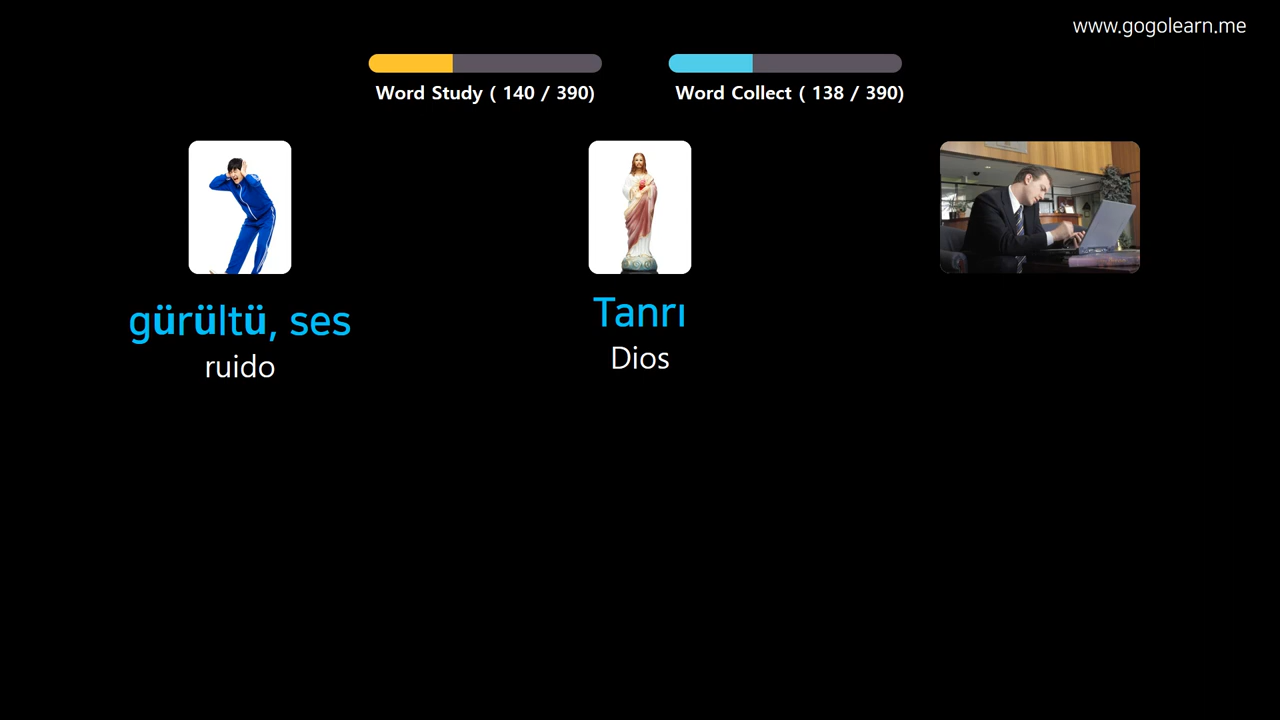 www.gogolearn.me
Word Study ( 140 / 390)
Word Collect ( 138 / 390)
gürültü, ses
ruido
Tanrı
Dios